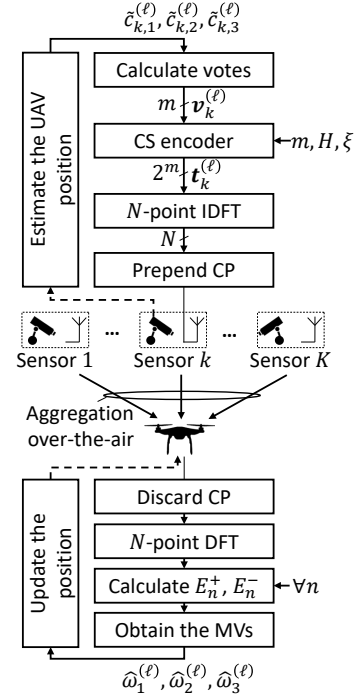 c̃_{k,1}^{(ℓ)}, c̃_{k,2}^{(ℓ)}, c̃_{k,3}^{(ℓ)}
Calculate votes
m 𝒗_k^{(ℓ)}
CS encoder
m, H, ξ
2^m 𝒕_k^{(ℓ)}
N-point IDFT
N
Prepend CP
Estimate the UAV
position
... ...
Sensor 1 Sensor k Sensor K
Aggregation
over-the-air
Discard CP
N-point DFT
Calculate E_n^+, E_n^-
∀n
Obtain the MVs
Update the
position
ω̂_1^{(ℓ)}, ω̂_2^{(ℓ)}, ω̂_3^{(ℓ)}